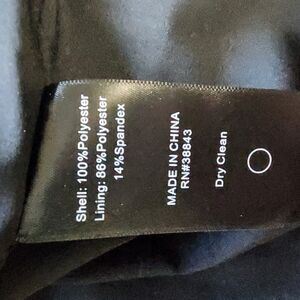 Shell: 100%Polyester
Lining: 86%Polyester
14%Spandex
MADE IN CHINA
RN#38843
Dry Clean